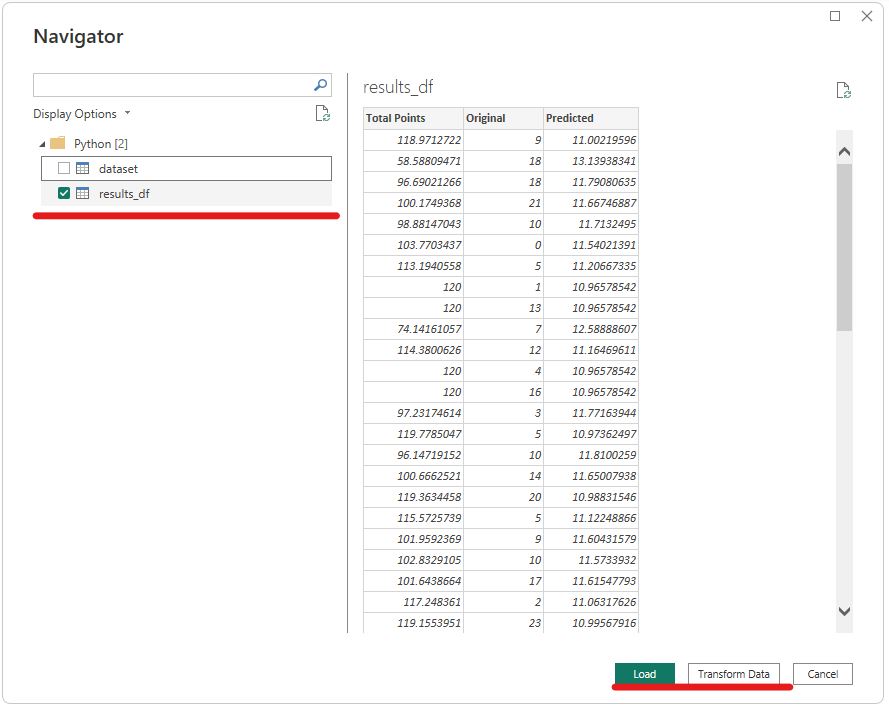 Navigator
Display Options
Python [2]
dataset
results_df
results_df
Total Points Original Predicted
118.9712722 9 11.00219596
58.58809471 18 13.13938341
96.69021266 18 11.79080635
100.1749368 21 11.66746887
98.88147043 10 11.7132495
103.7703437 0 11.54021391
113.1940558 5 11.20667335
120 1 10.96578542
120 13 10.96578542
74.14161057 7 12.58888607
114.3800626 12 11.16469611
120 4 10.96578542
120 16 10.96578542
97.23174614 3 11.77163944
119.7785047 5 10.97362497
96.14719152 10 11.8100259
100.6662521 14 11.65007938
119.3634458 20 10.98831546
115.5725739 5 11.12248866
101.9592369 9 11.60431579
102.8329105 10 11.5733932
101.6438664 17 11.61547793
117.248361 2 11.06317626
119.1553951 23 10.99567916
Load Transform Data Cancel